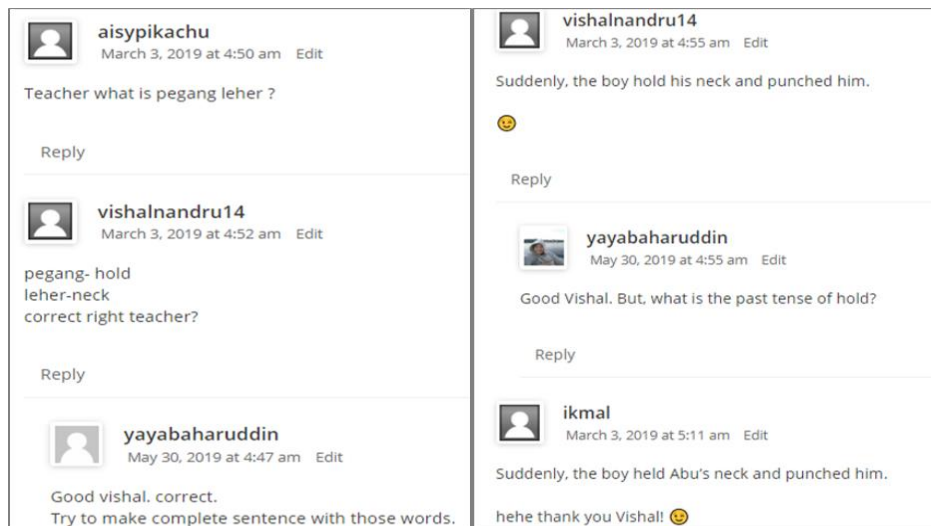 aisypikachu
March 3, 2019 at 4:50 am Edit
Teacher what is pegang leher ?
Reply
vishalnandru14
March 3, 2019 at 4:52 am Edit
pegang- hold
leher-neck
correct right teacher?
Reply
yayabaharuddin
May 30, 2019 at 4:47 am Edit
Good vishal. correct.
Try to make complete sentence with those words.
vishalnandru14
March 3, 2019 at 4:55 am Edit
Suddenly, the boy hold his neck and punched him.
😉
Reply
yayabaharuddin
May 30, 2019 at 4:55 am Edit
Good Vishal. But, what is the past tense of hold?
Reply
ikmal
March 3, 2019 at 5:11 am Edit
Suddenly, the boy held Abu's neck and punched him.
hehe thank you Vishal! 😉